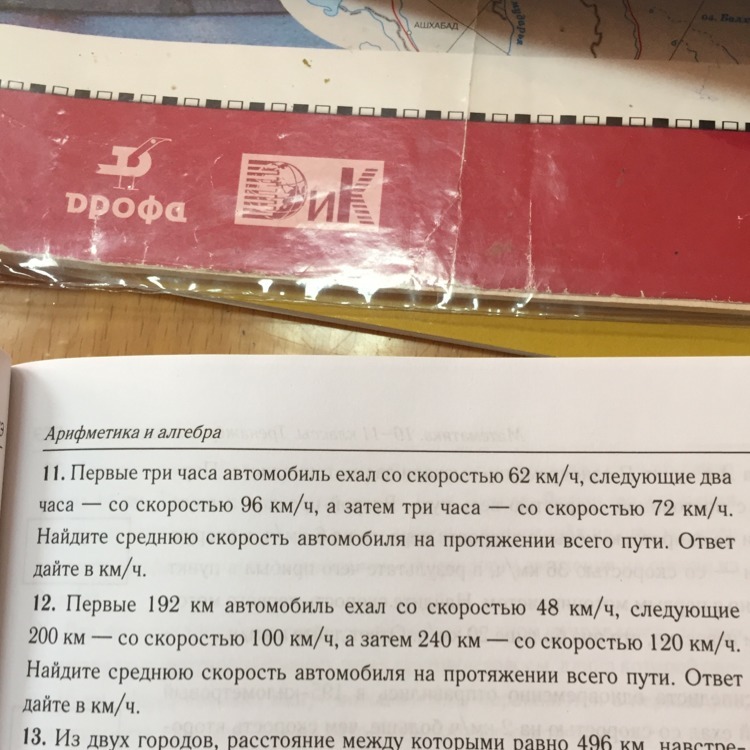 АШХАБАД
ДРОФА
ДиК
Арифметика и алгебра
11. Первые три часа автомобиль ехал со скоростью 62 км/ч, следующие два
часа — со скоростью 96 км/ч, а затем три часа — со скоростью 72 км/ч.
Найдите среднюю скорость автомобиля на протяжении всего пути. Ответ
дайте в км/ч.
12. Первые 192 км автомобиль ехал со скоростью 48 км/ч, следующие
200 км — со скоростью 100 км/ч, а затем 240 км — со скоростью 120 км/ч.
Найдите среднюю скорость автомобиля на протяжении всего пути. Ответ
дайте в км/ч.
13. Из двух городов, расстояние между которыми равно 496 км, навстре-